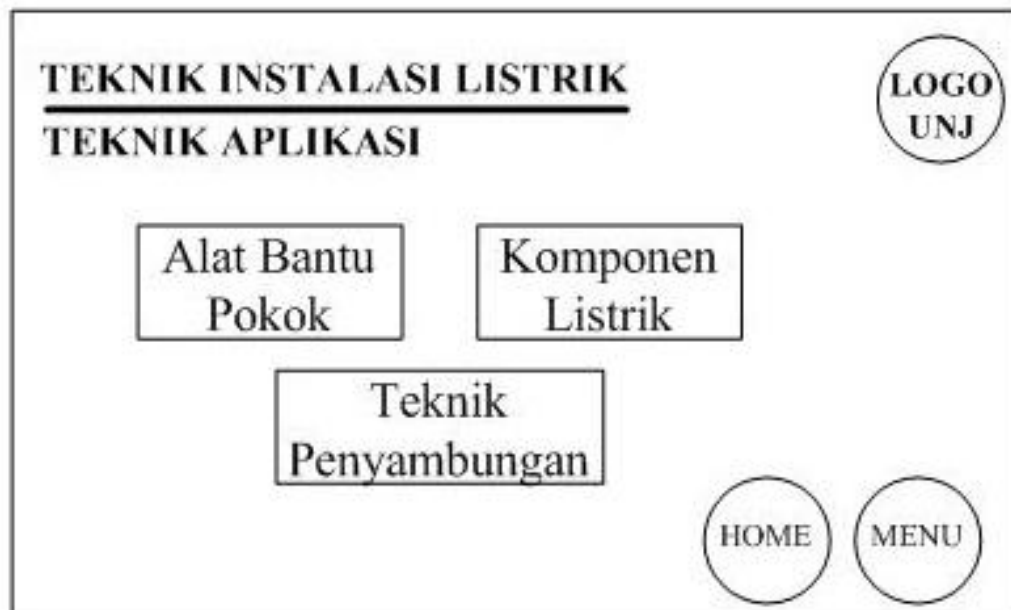 TEKNIK INSTALASI LISTRIK
TEKNIK APLIKASI
LOGO
UNJ
Alat Bantu
Pokok
Komponen
Listrik
Teknik
Penyambungan
HOME
MENU